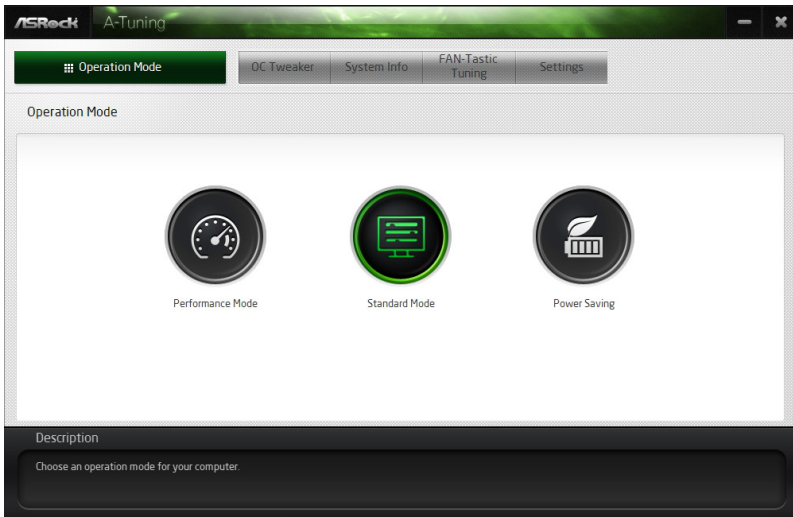 ASRock A-Tuning
Operation Mode OC Tweaker System Info FAN-Tastic Tuning Settings
Operation Mode
Performance Mode Standard Mode Power Saving
Description
Choose an operation mode for your computer.